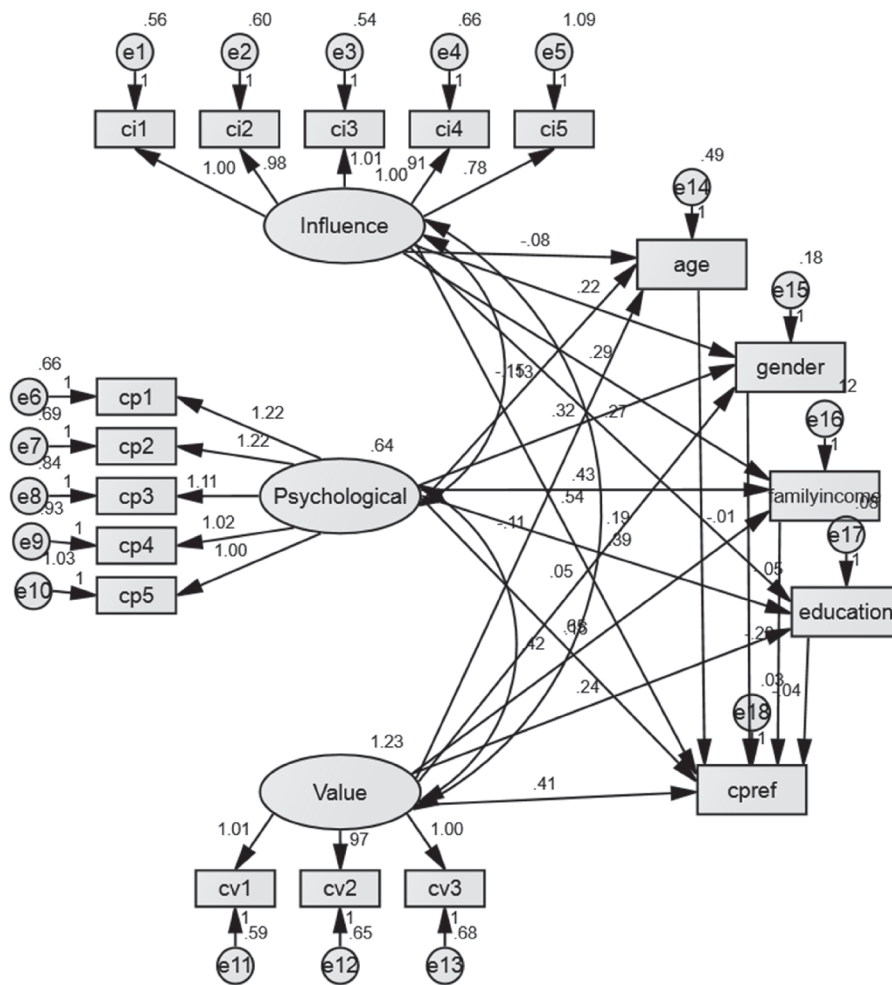 .56 .60 .54 .66 1.09
e1 e2 e3 e4 e5
1 1 1 1 1
ci1 ci2 ci3 ci4 ci5
1.00 .98 1.01 .91 .78
1.00
Influence
.49
e14
1
age
-.08
.18
e15
1
gender
.22
.12
e16
1
familyincome
.29
.08
e17
1
education
.66
e6 1 cp1
.69
e7 1 cp2
.84
e8 1 cp3
.93
e9 1 cp4
1.03
e10 1 cp5
1.22
1.22
1.11
1.02
1.00
.64
Psychological
-.15
.13
.32 .27
.43
.54
-.11 .19 .39 -.01
.05 .05
.42
.24
.03
-.04
e18
1
cpref
1.23
Value
.41
1.01 .97 1.00
cv1 cv2 cv3
1 1 1
.59 .65 .68
e11 e12 e13